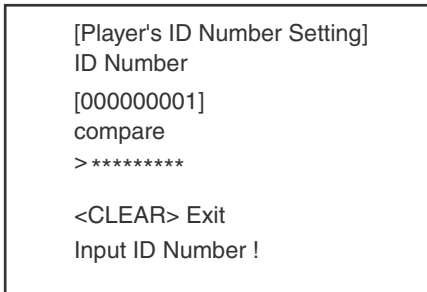 [Player's ID Number Setting]
ID Number
[000000001]
compare
>*********
<CLEAR> Exit
Input ID Number !